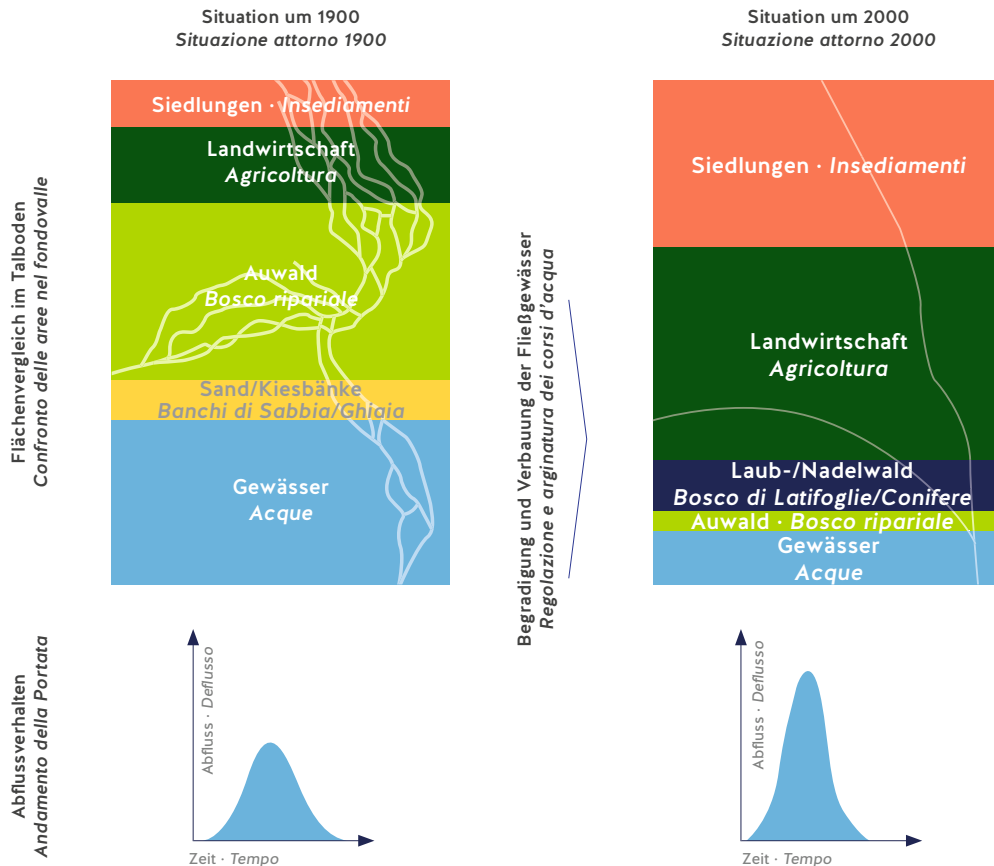 Situation um 1900
Situazione attorno 1900
Situation um 2000
Situazione attorno 2000
Flächenvergleich im Talboden
Confronto delle aree nel fondovalle
Siedlungen · Insediamenti
Landwirtschaft
Agricoltura
Auwald
Bosco ripariale
Sand/Kiesbänke
Banchi di Sabbia/Ghiaia
Gewässer
Acque
Begradigung und Verbauung der Fließgewässer
Regolazione e arginatura dei corsi d'acqua
Siedlungen · Insediamenti
Landwirtschaft
Agricoltura
Laub-/Nadelwald
Bosco di Latifoglie/Conifere
Auwald · Bosco ripariale
Gewässer
Acque
Abflussverhalten
Andamento della Portata
Abfluss · Deflusso
Zeit · Tempo
Abfluss · Deflusso
Zeit · Tempo